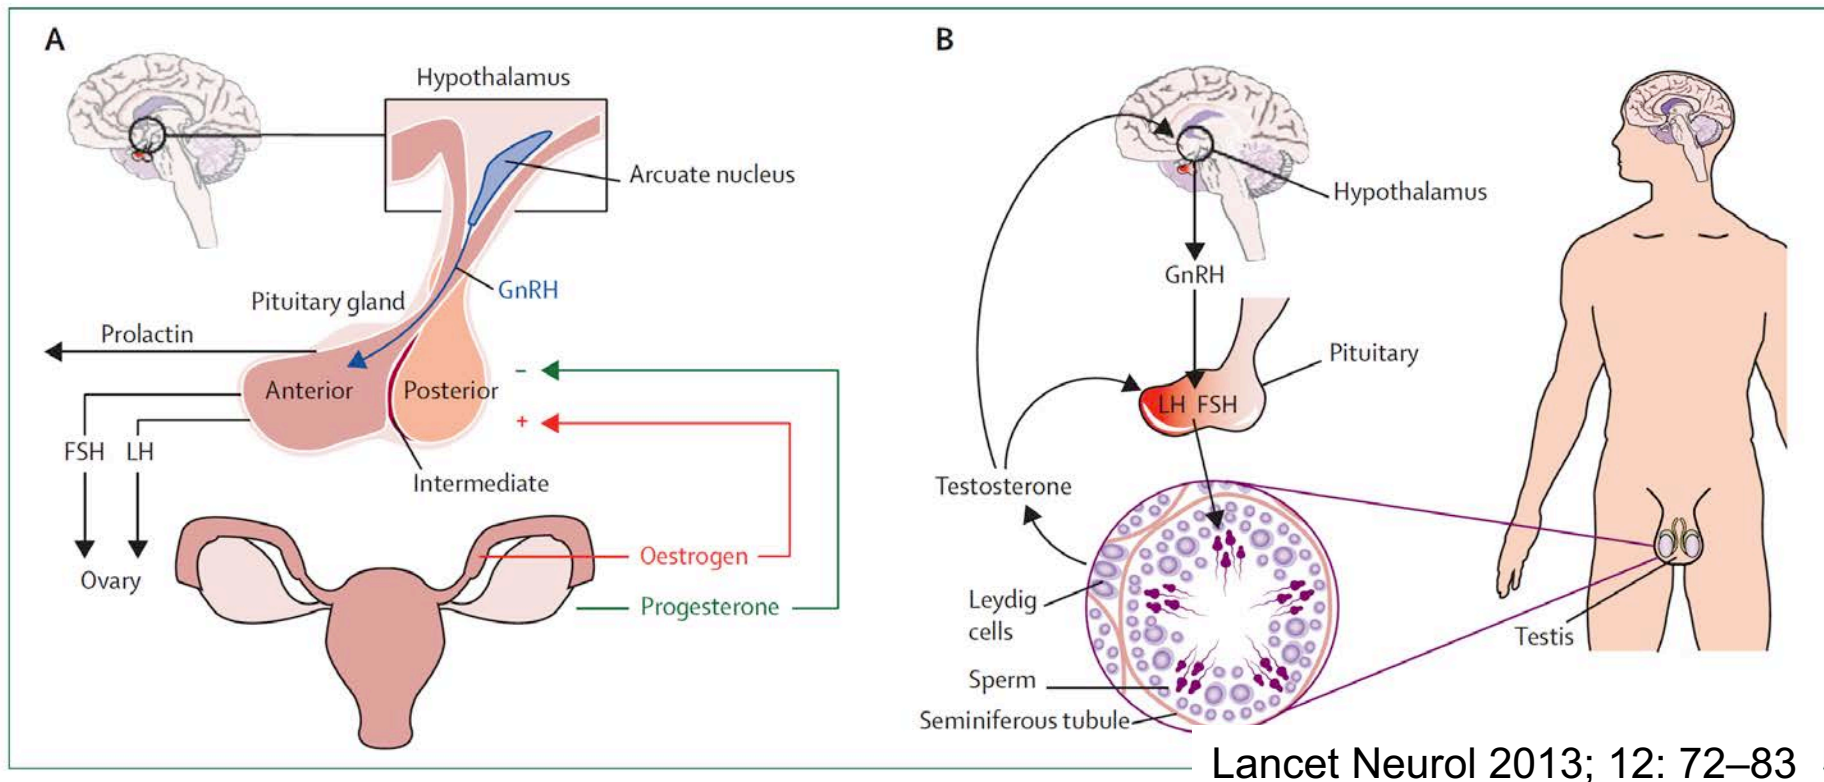 A
Hypothalamus
Arcuate nucleus
GnRH
Pituitary gland
Prolactin
Anterior
Posterior
–
+
FSH
LH
Intermediate
Ovary
Oestrogen
Progesterone
B
Hypothalamus
GnRH
Pituitary
LH FSH
Testosterone
Leydig
cells
Sperm
Seminiferous tubule
Testis
Lancet Neurol 2013; 12: 72–83